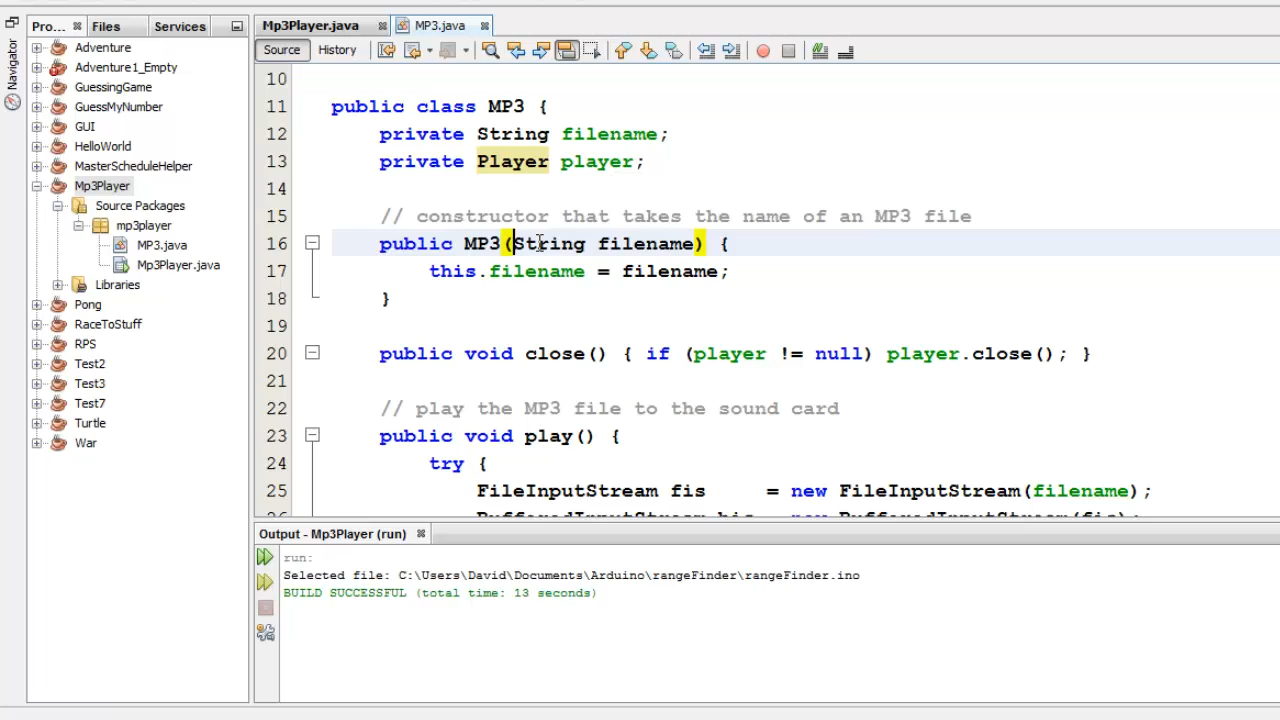 Pro...
Files
Services
Mp3Player.java
MP3.java
Navigator
Source
History
Adventure
Adventure1_Empty
GuessingGame
GuessMyNumber
GUI
HelloWorld
MasterScheduleHelper
Mp3Player
Source Packages
mp3player
MP3.java
Mp3Player.java
Libraries
Pong
RaceToStuff
RPS
Test2
Test3
Test7
Turtle
War
10
11 public class MP3 {
12 private String filename;
13 private Player player;
14
15 // constructor that takes the name of an MP3 file
16 public MP3(String filename) {
17 this.filename = filename;
18 }
19
20 public void close() { if (player != null) player.close(); }
21
22 // play the MP3 file to the sound card
23 public void play() {
24 try {
25 FileInputStream fis = new FileInputStream(filename);
26 BufferedInputStream bis = new BufferedInputStream(fis);
Output - Mp3Player (run)
run:
Selected file: C:\Users\David\Documents\Arduino\rangeFinder\rangeFinder.ino
BUILD SUCCESSFUL (total time: 13 seconds)